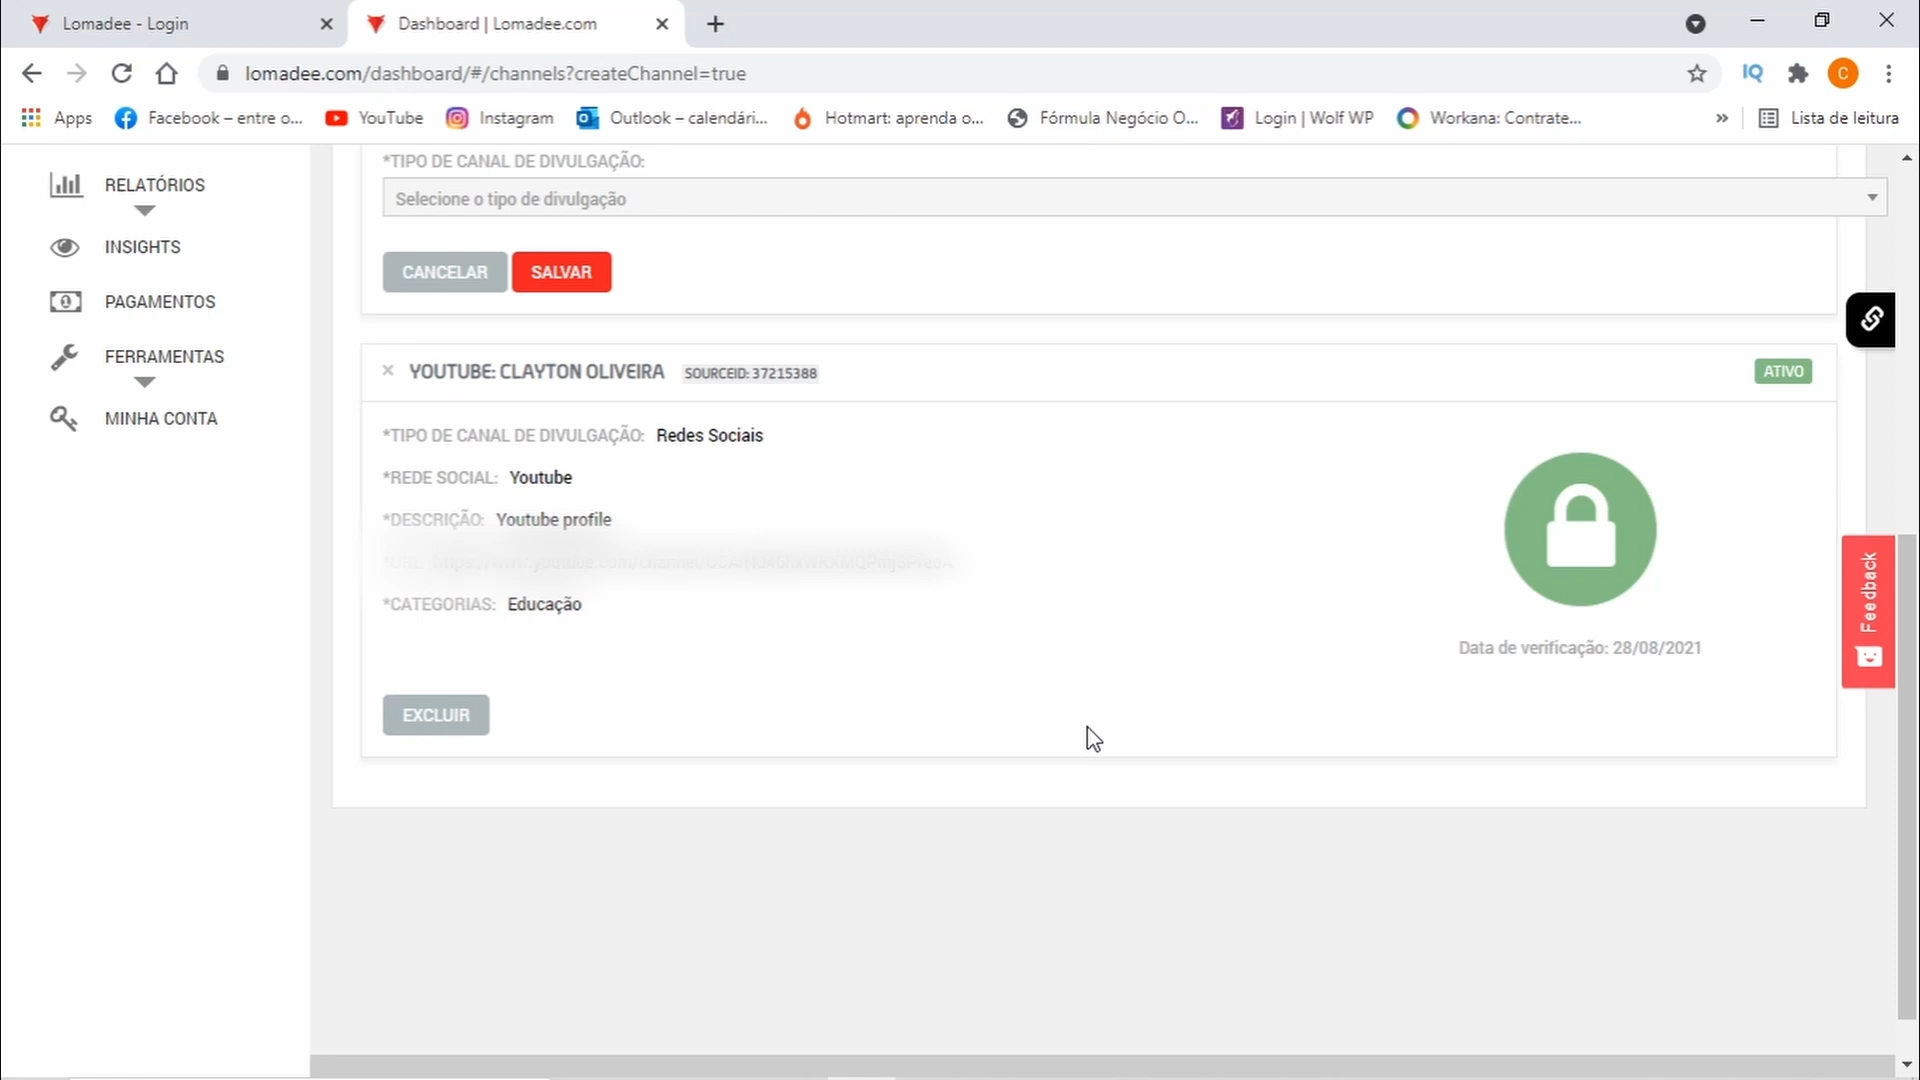 Lomadee - Login
Dashboard | Lomadee.com
lomadee.com/dashboard/#/channels?createChannel=true
IQ
C
Apps
Facebook – entre o...
YouTube
Instagram
Outlook – calendári...
Hotmart: aprenda o...
Fórmula Negócio O...
Login | Wolf WP
Workana: Contrate...
»
Lista de leitura
RELATÓRIOS
INSIGHTS
PAGAMENTOS
FERRAMENTAS
MINHA CONTA
*TIPO DE CANAL DE DIVULGAÇÃO:
Selecione o tipo de divulgação
CANCELAR
SALVAR
YOUTUBE: CLAYTON OLIVEIRA
SOURCEID: 37215388
ATIVO
*TIPO DE CANAL DE DIVULGAÇÃO: Redes Sociais
*REDE SOCIAL: Youtube
*DESCRIÇÃO: Youtube profile
*URL:
*CATEGORIAS: Educação
Data de verificação: 28/08/2021
EXCLUIR
Feedback